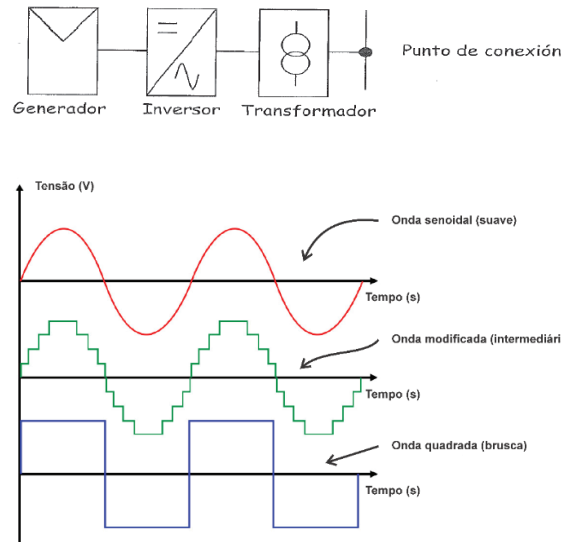 Punto de conexión
Generador Inversor Transformador
Tensão (V)
Onda senoidal (suave)
Tempo (s)
Onda modificada (intermediári
Tempo (s)
Onda quadrada (brusca)
Tempo (s)